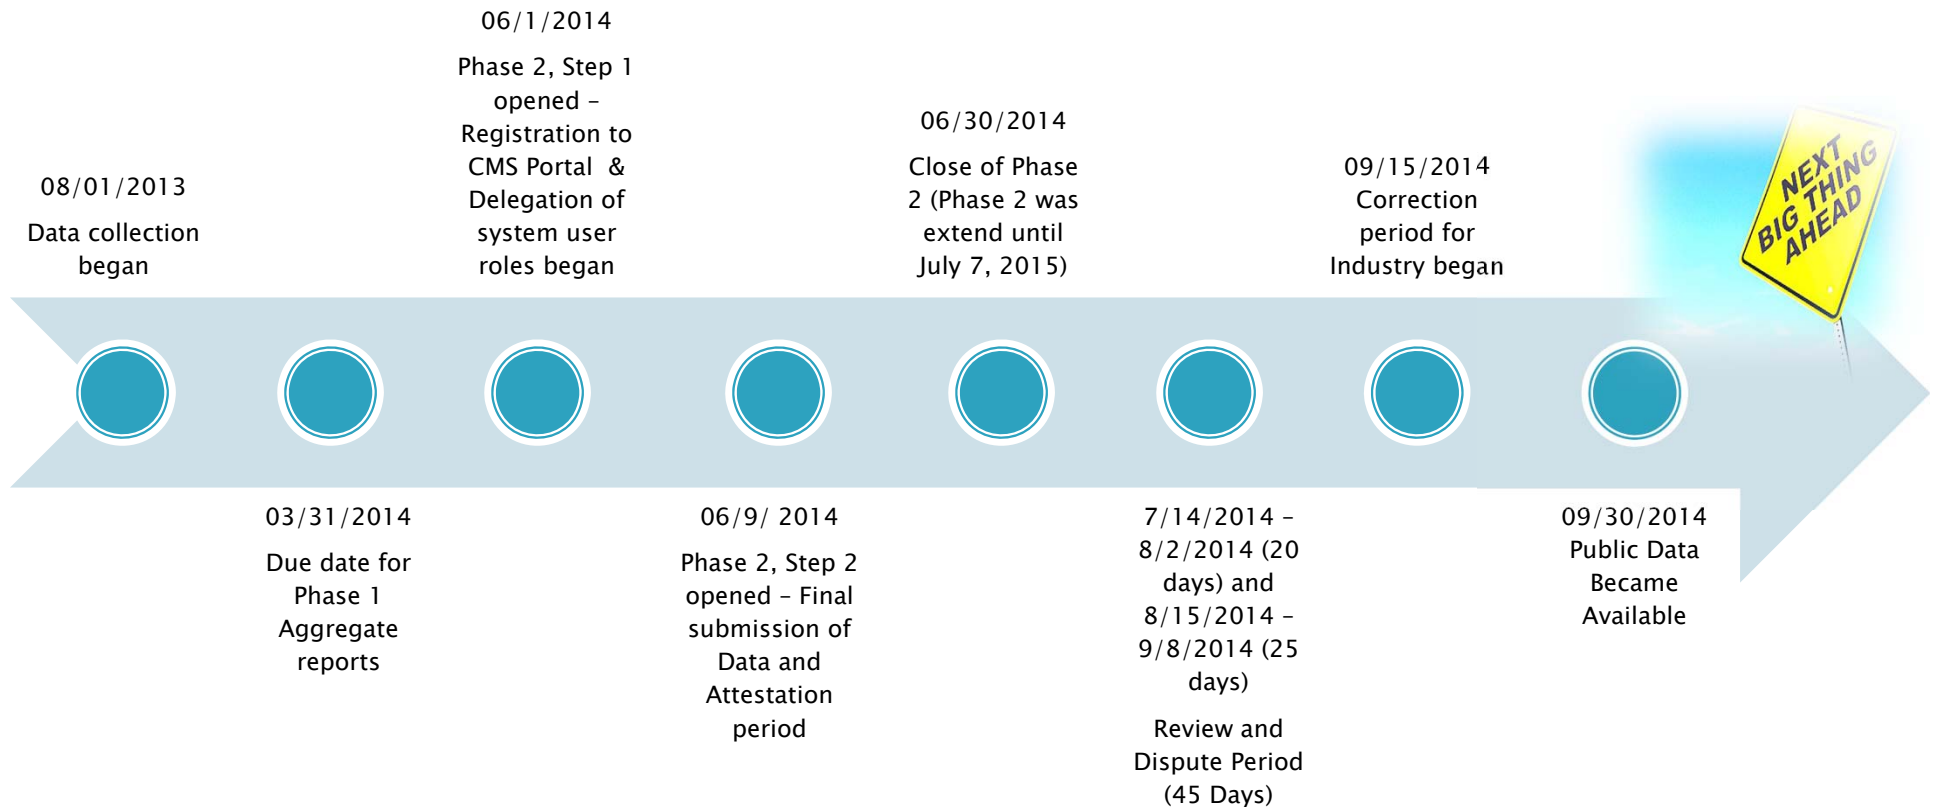 08/01/2013
Data collection
began
03/31/2014
Due date for
Phase 1
Aggregate
reports
06/1/2014
Phase 2, Step 1
opened –
Registration to
CMS Portal  &
Delegation of
system user
roles began
06/9/ 2014
Phase 2, Step 2
opened – Final
submission of
Data and
Attestation
period
06/30/2014
Close of Phase
2 (Phase 2 was
extend until
July 7, 2015)
7/14/2014 –
8/2/2014 (20
days) and
8/15/2014 –
9/8/2014 (25
days)
Review and
Dispute Period
(45 Days)
09/15/2014
Correction
period for
Industry began
09/30/2014
Public Data
Became
Available
NEXT
BIG THING
AHEAD